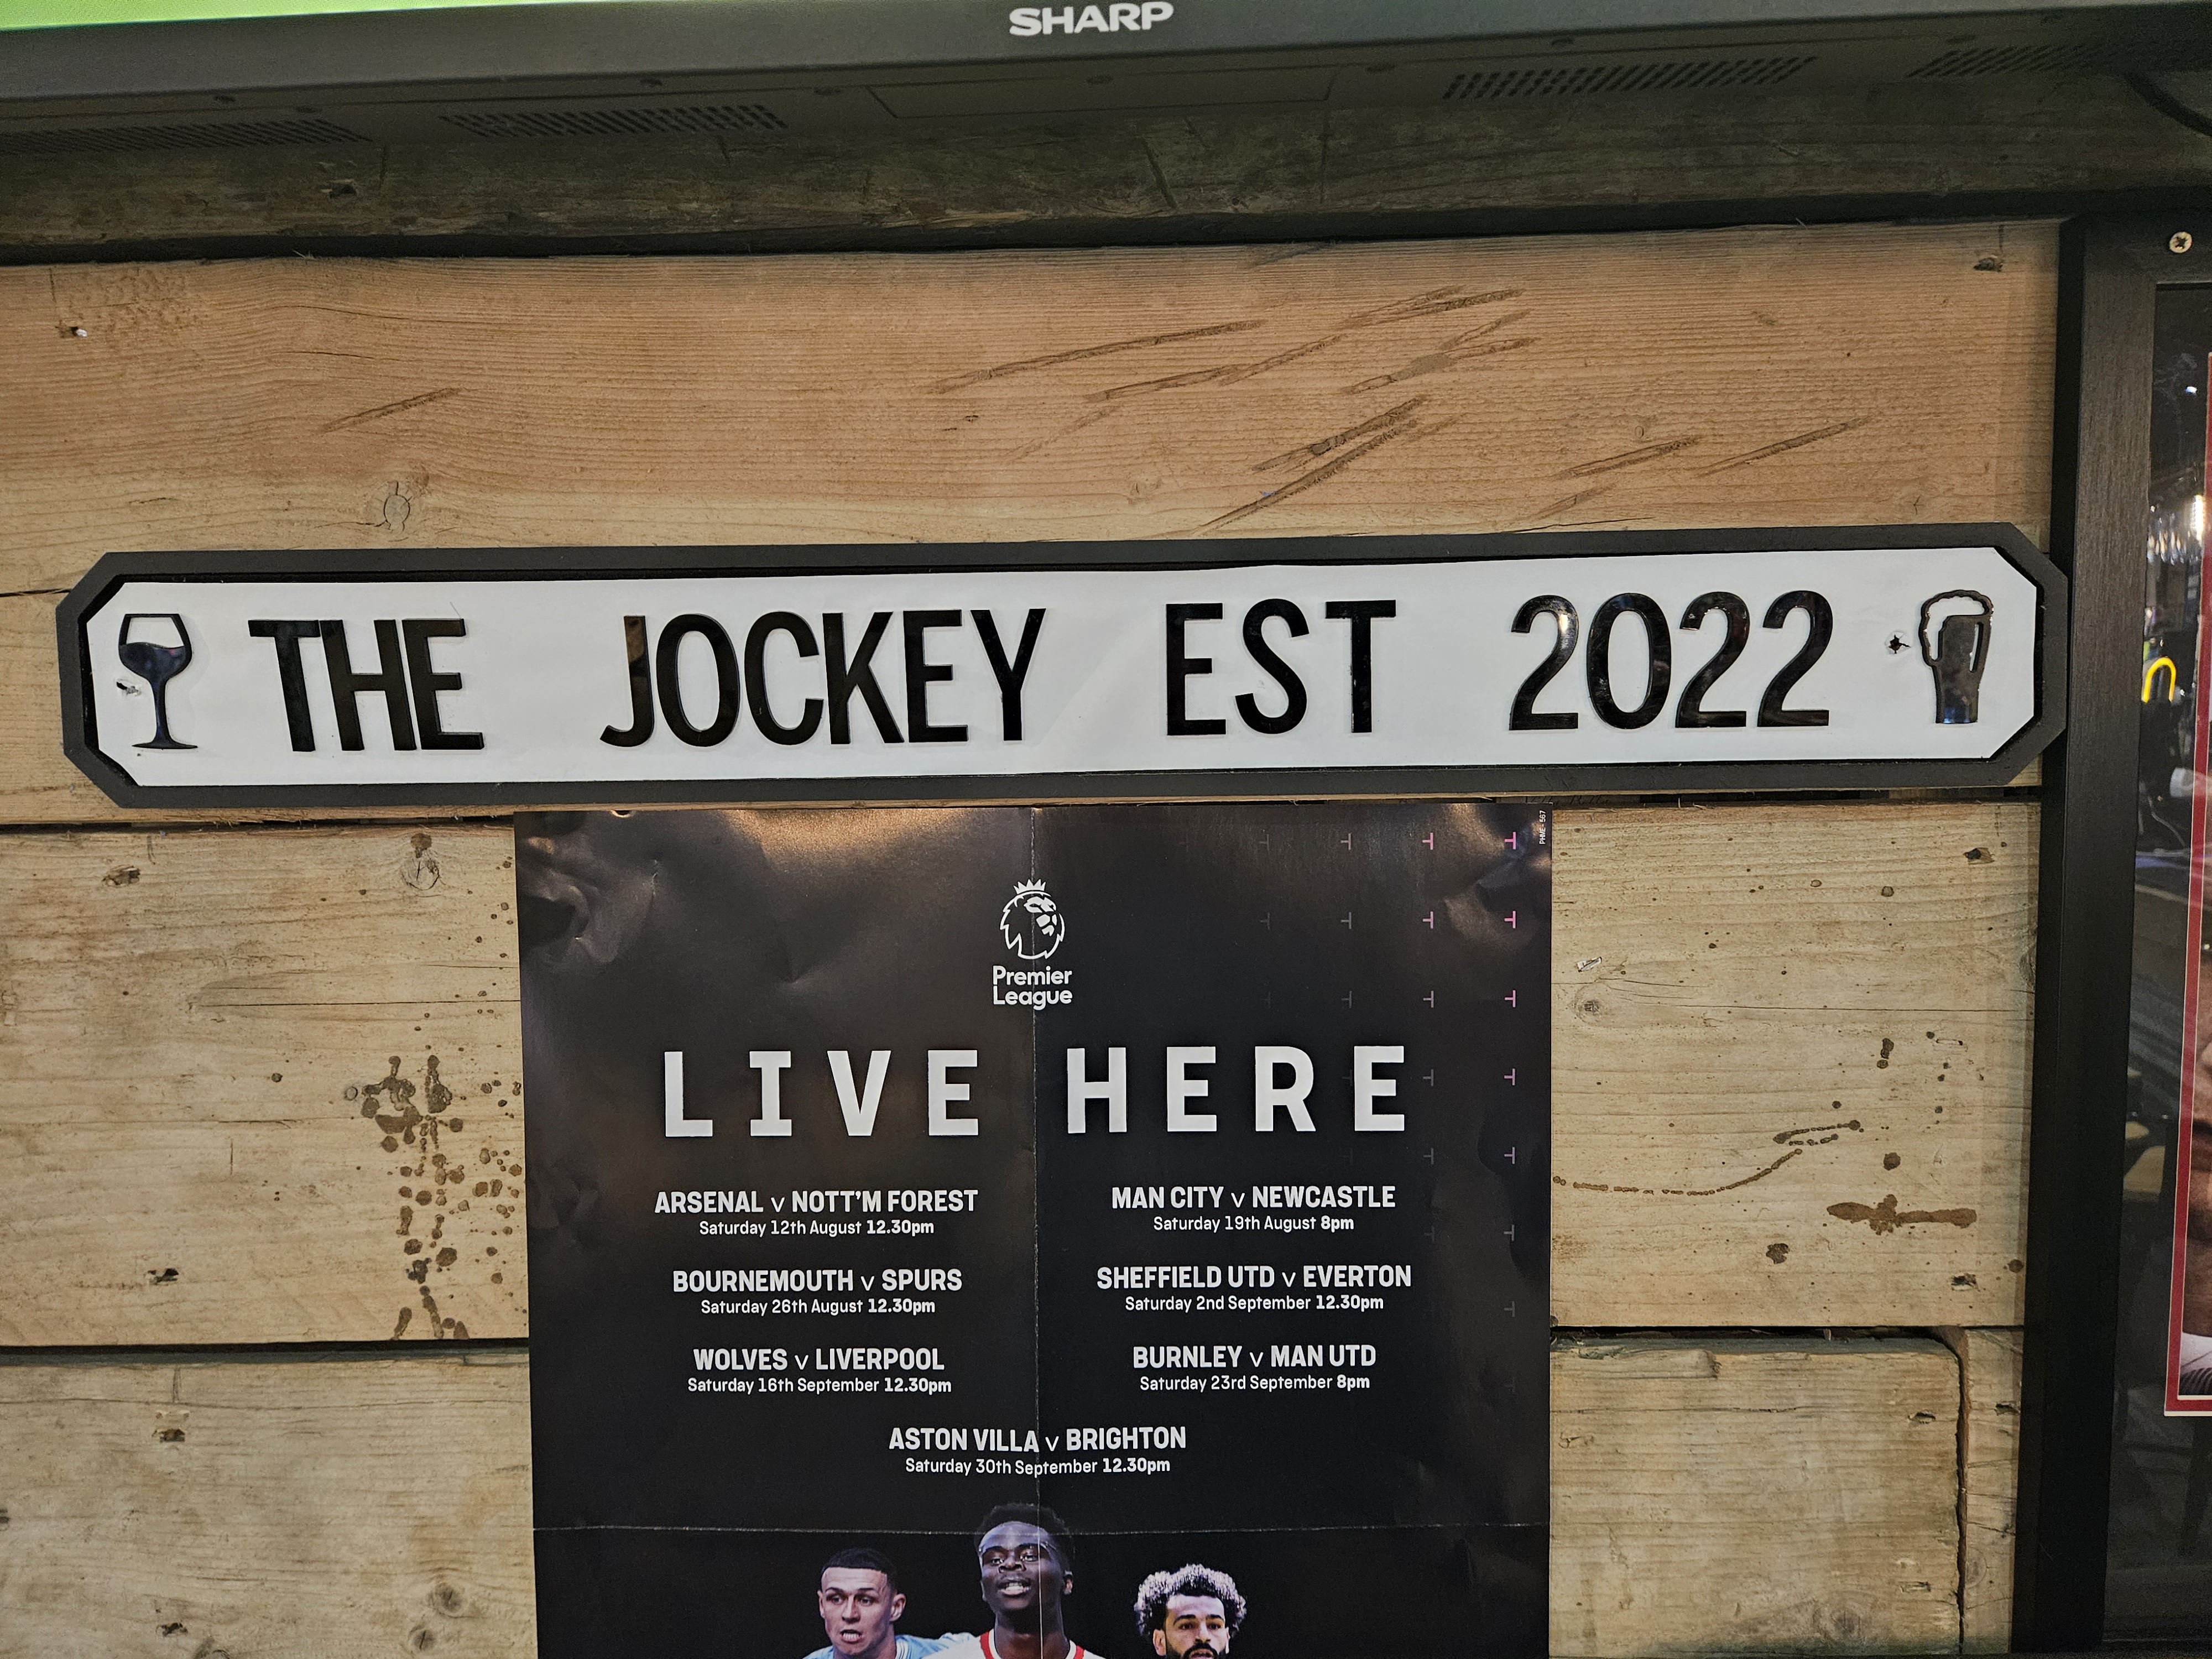 SHARP
THE JOCKEY EST 2022
PHME-567
Premier
League
LIVE HERE
ARSENAL v NOTT'M FOREST
Saturday 12th August 12.30pm
MAN CITY v NEWCASTLE
Saturday 19th August 8pm
BOURNEMOUTH v SPURS
Saturday 26th August 12.30pm
SHEFFIELD UTD v EVERTON
Saturday 2nd September 12.30pm
WOLVES v LIVERPOOL
Saturday 16th September 12.30pm
BURNLEY v MAN UTD
Saturday 23rd September 8pm
ASTON VILLA v BRIGHTON
Saturday 30th September 12.30pm